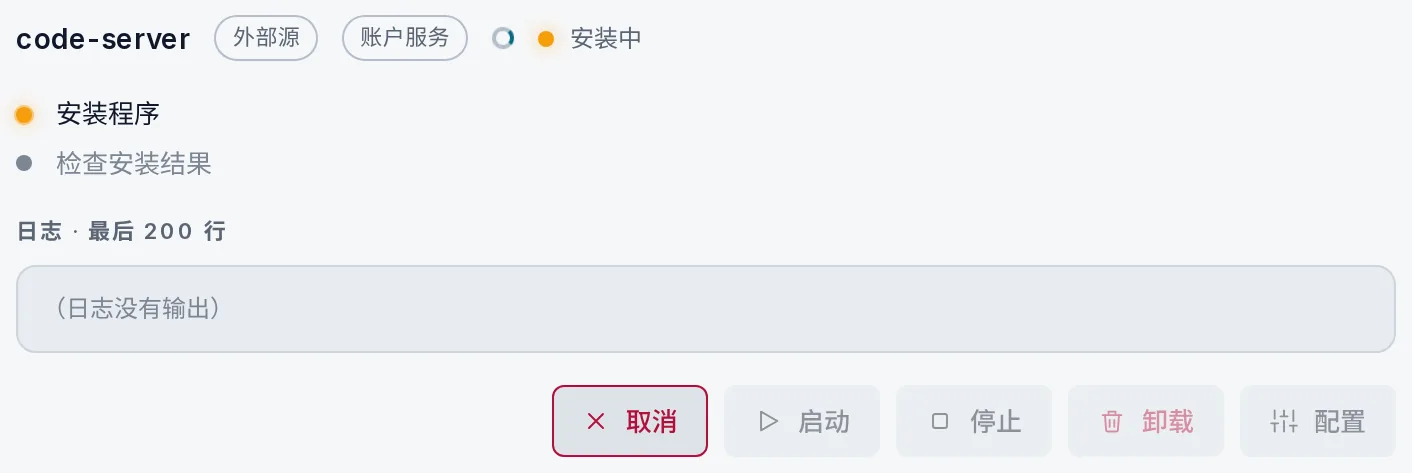 code-server 外部源 账户服务 安装中
安装程序
检查安装结果
日志 · 最后 200 行
（日志没有输出）
取消 启动 停止 卸载 配置